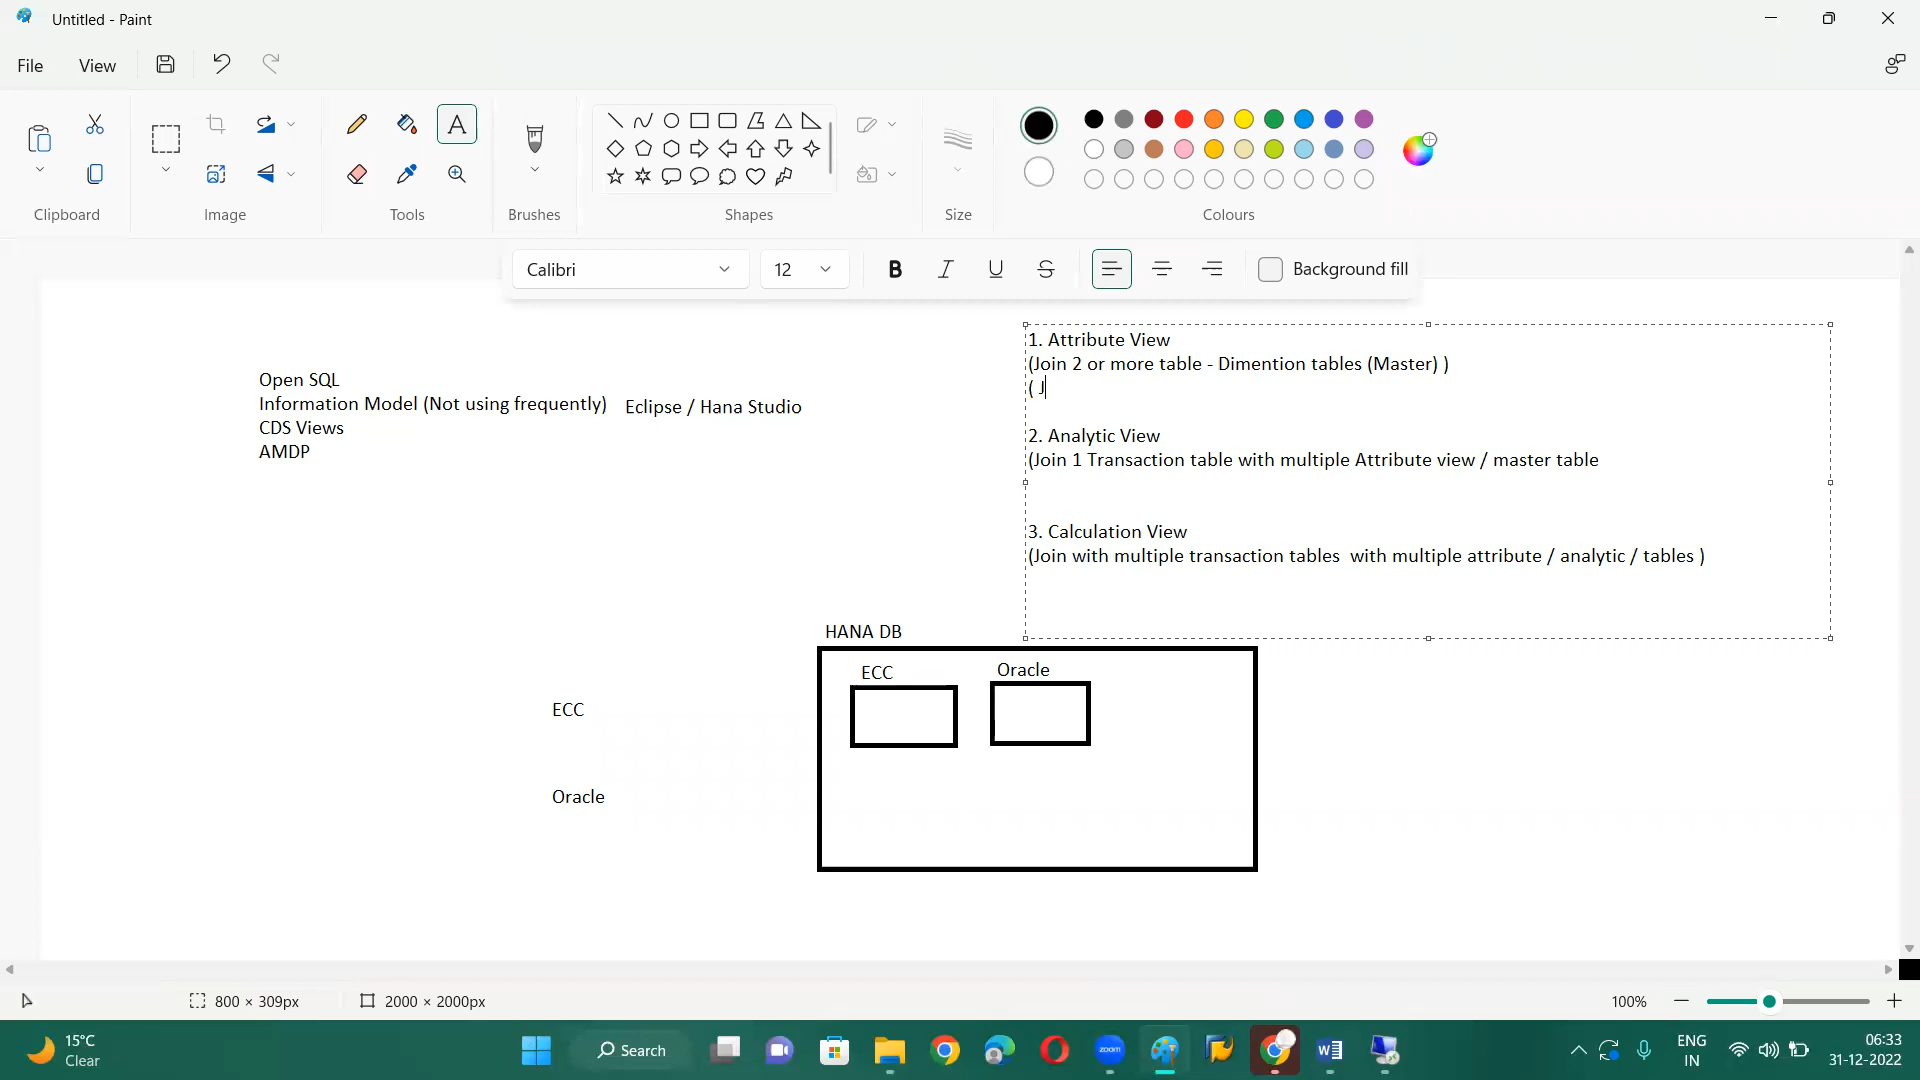 Untitled - Paint
File
View
Clipboard
Image
Tools
Brushes
Shapes
Size
Colours
Calibri
12
B
I
U
S
Background fill
1. Attribute View
(Join 2 or more table - Dimention tables (Master) )
( J
2. Analytic View
(Join 1 Transaction table with multiple Attribute view / master table
3. Calculation View
(Join with multiple transaction tables  with multiple attribute / analytic / tables )
Open SQL
Information Model (Not using frequently)
Eclipse / Hana Studio
CDS Views
AMDP
HANA DB
ECC
Oracle
ECC
Oracle
800 × 309px
2000 × 2000px
100%
15°C
Clear
Search
zoom
ENG
IN
06:33
31-12-2022